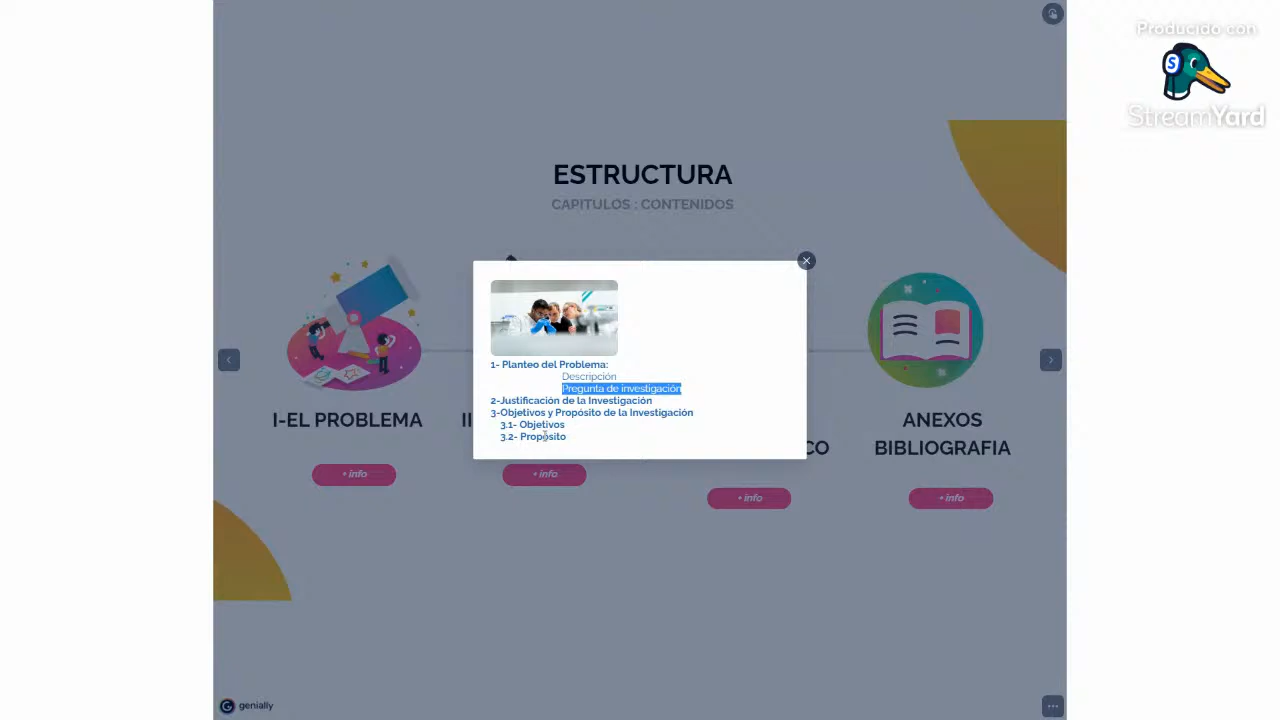 Producido con
StreamYard
ESTRUCTURA
CAPITULOS : CONTENIDOS
1- Planteo del Problema:
Descripción
Pregunta de investigación
2-Justificación de la Investigación
3-Objetivos y Propósito de la Investigación
3.1- Objetivos
3.2- Propósito
I-EL PROBLEMA
+ info
+ info
+ info
ANEXOS
BIBLIOGRAFIA
+ info
genially